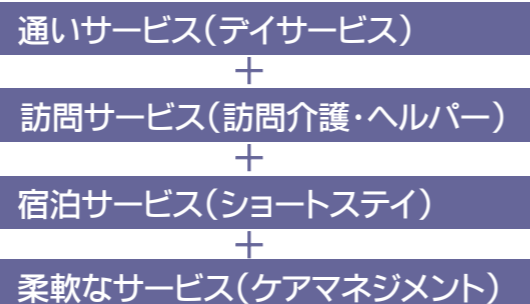 通いサービス(デイサービス)
+
訪問サービス(訪問介護・ヘルパー)
+
宿泊サービス(ショートステイ)
+
柔軟なサービス(ケアマネジメント)